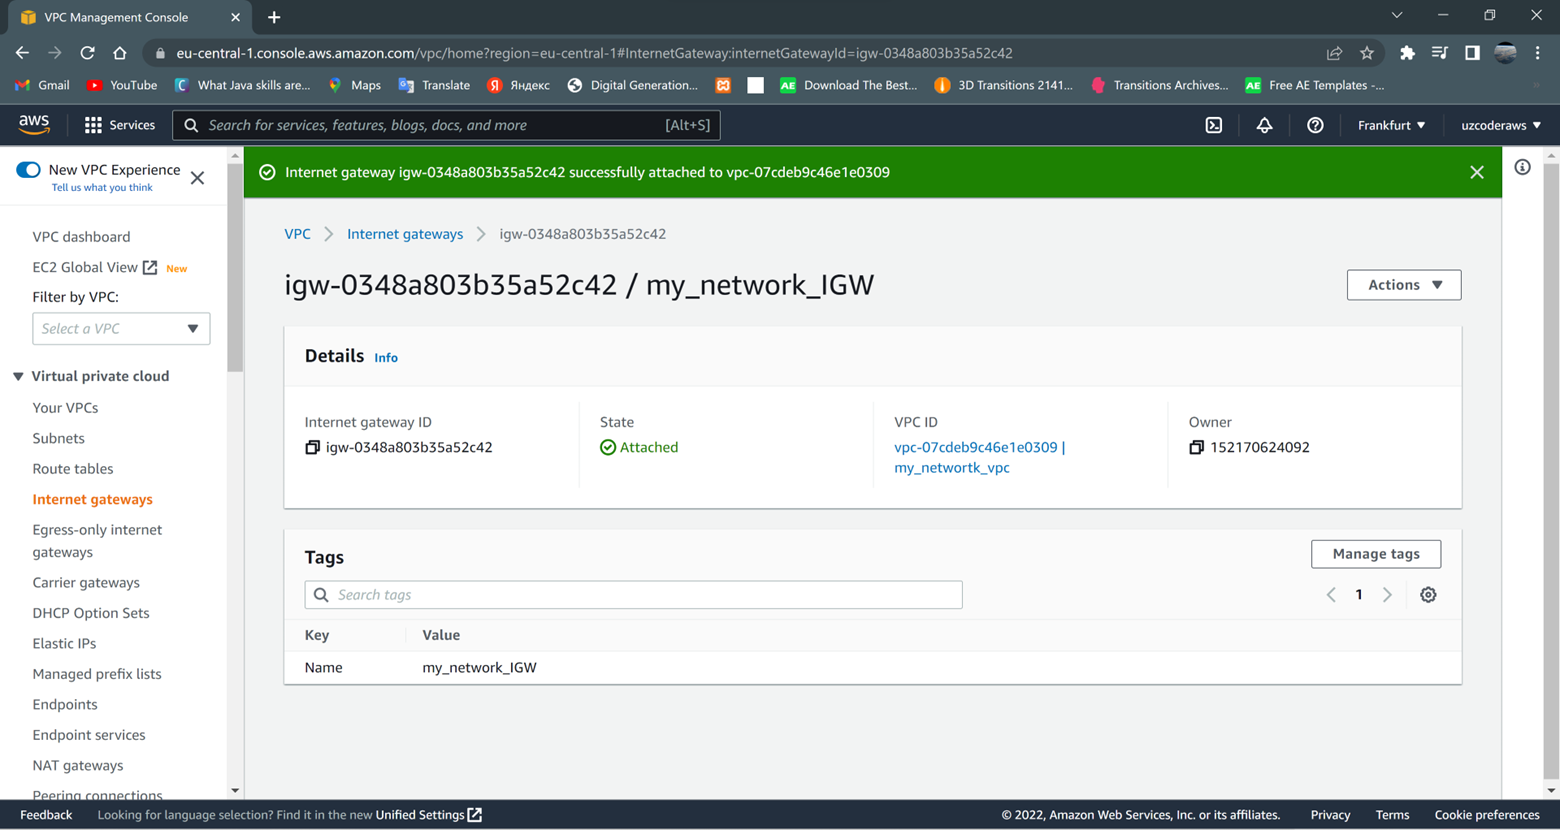 VPC Management Console
eu-central-1.console.aws.amazon.com/vpc/home?region=eu-central-1#InternetGateway:internetGatewayId=igw-0348a803b35a52c42
Gmail YouTube What Java skills are... Maps Translate Яндекс Digital Generation... Download The Best... 3D Transitions 2141... Transitions Archives... Free AE Templates -...
aws Services Search for services, features, blogs, docs, and more [Alt+S] Frankfurt uzcoderaws
New VPC Experience
Tell us what you think
Internet gateway igw-0348a803b35a52c42 successfully attached to vpc-07cdeb9c46e1e0309
VPC dashboard
EC2 Global View New
Filter by VPC:
Select a VPC
Virtual private cloud
Your VPCs
Subnets
Route tables
Internet gateways
Egress-only internet
gateways
Carrier gateways
DHCP Option Sets
Elastic IPs
Managed prefix lists
Endpoints
Endpoint services
NAT gateways
Peering connections
VPC Internet gateways igw-0348a803b35a52c42
igw-0348a803b35a52c42 / my_network_IGW
Actions
Details Info
Internet gateway ID
igw-0348a803b35a52c42
State
Attached
VPC ID
vpc-07cdeb9c46e1e0309 |
my_networtk_vpc
Owner
152170624092
Tags
Manage tags
Search tags
1
Key Value
Name my_network_IGW
Feedback Looking for language selection? Find it in the new Unified Settings © 2022, Amazon Web Services, Inc. or its affiliates. Privacy Terms Cookie preferences